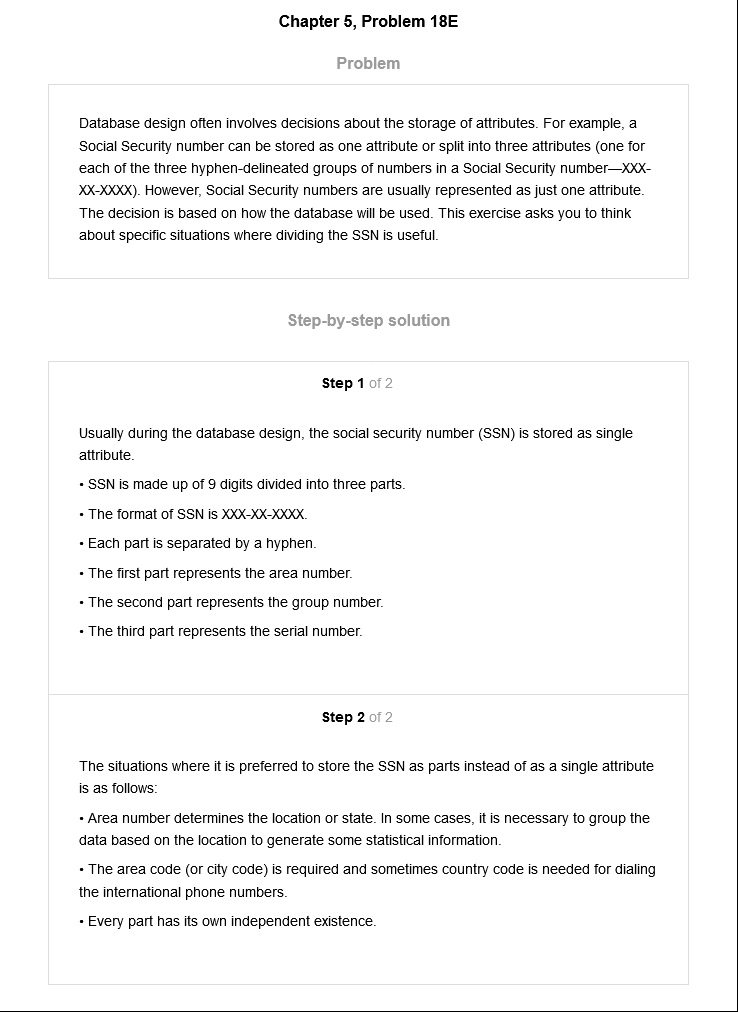 Chapter 5, Problem 18E
Problem
Database design often involves decisions about the storage of attributes. For example, a
Social Security number can be stored as one attribute or split into three attributes (one for
each of the three hyphen-delineated groups of numbers in a Social Security number—XXX-
XX-XXXX). However, Social Security numbers are usually represented as just one attribute.
The decision is based on how the database will be used. This exercise asks you to think
about specific situations where dividing the SSN is useful.
Step-by-step solution
Step 1 of 2
Usually during the database design, the social security number (SSN) is stored as single
attribute.
• SSN is made up of 9 digits divided into three parts.
• The format of SSN is XXX-XX-XXXX.
• Each part is separated by a hyphen.
• The first part represents the area number.
• The second part represents the group number.
• The third part represents the serial number.
Step 2 of 2
The situations where it is preferred to store the SSN as parts instead of as a single attribute
is as follows:
• Area number determines the location or state. In some cases, it is necessary to group the
data based on the location to generate some statistical information.
• The area code (or city code) is required and sometimes country code is needed for dialing
the international phone numbers.
• Every part has its own independent existence.